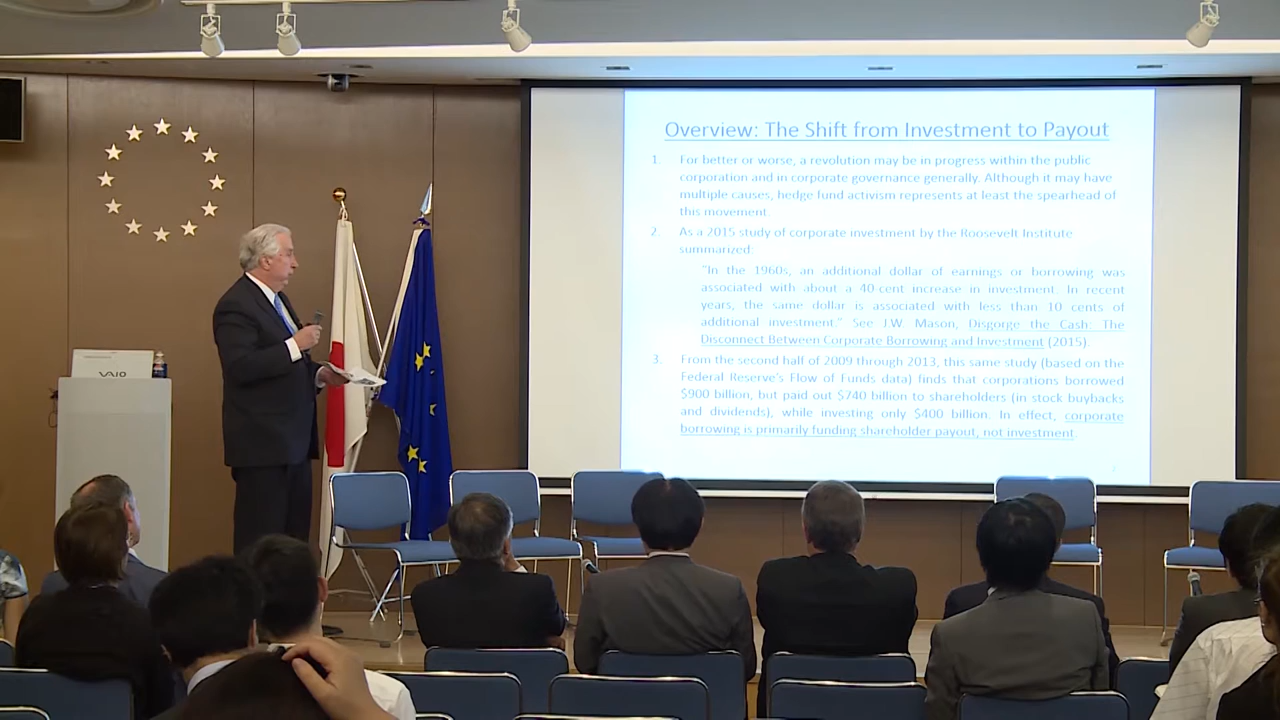 Overview: The Shift from Investment to Payout
1. For better or worse, a revolution may be in progress within the public
corporation and in corporate governance generally. Although it may have
multiple causes, hedge fund activism represents at least the spearhead of
this movement.
2. As a 2015 study of corporate investment by the Roosevelt Institute
summarized:
"In the 1960s, an additional dollar of earnings or borrowing was
associated with about a 40-cent increase in investment. In recent
years, the same dollar is associated with less than 10 cents of
additional investment." See J.W. Mason, Disgorge the Cash: The
Disconnect Between Corporate Borrowing and Investment (2015).
3. From the second half of 2009 through 2013, this same study (based on the
Federal Reserve's Flow of Funds data) finds that corporations borrowed
$900 billion, but paid out $740 billion to shareholders (in stock buybacks
and dividends), while investing only $400 billion. In effect, corporate
borrowing is primarily funding shareholder payout, not investment.
VAIO